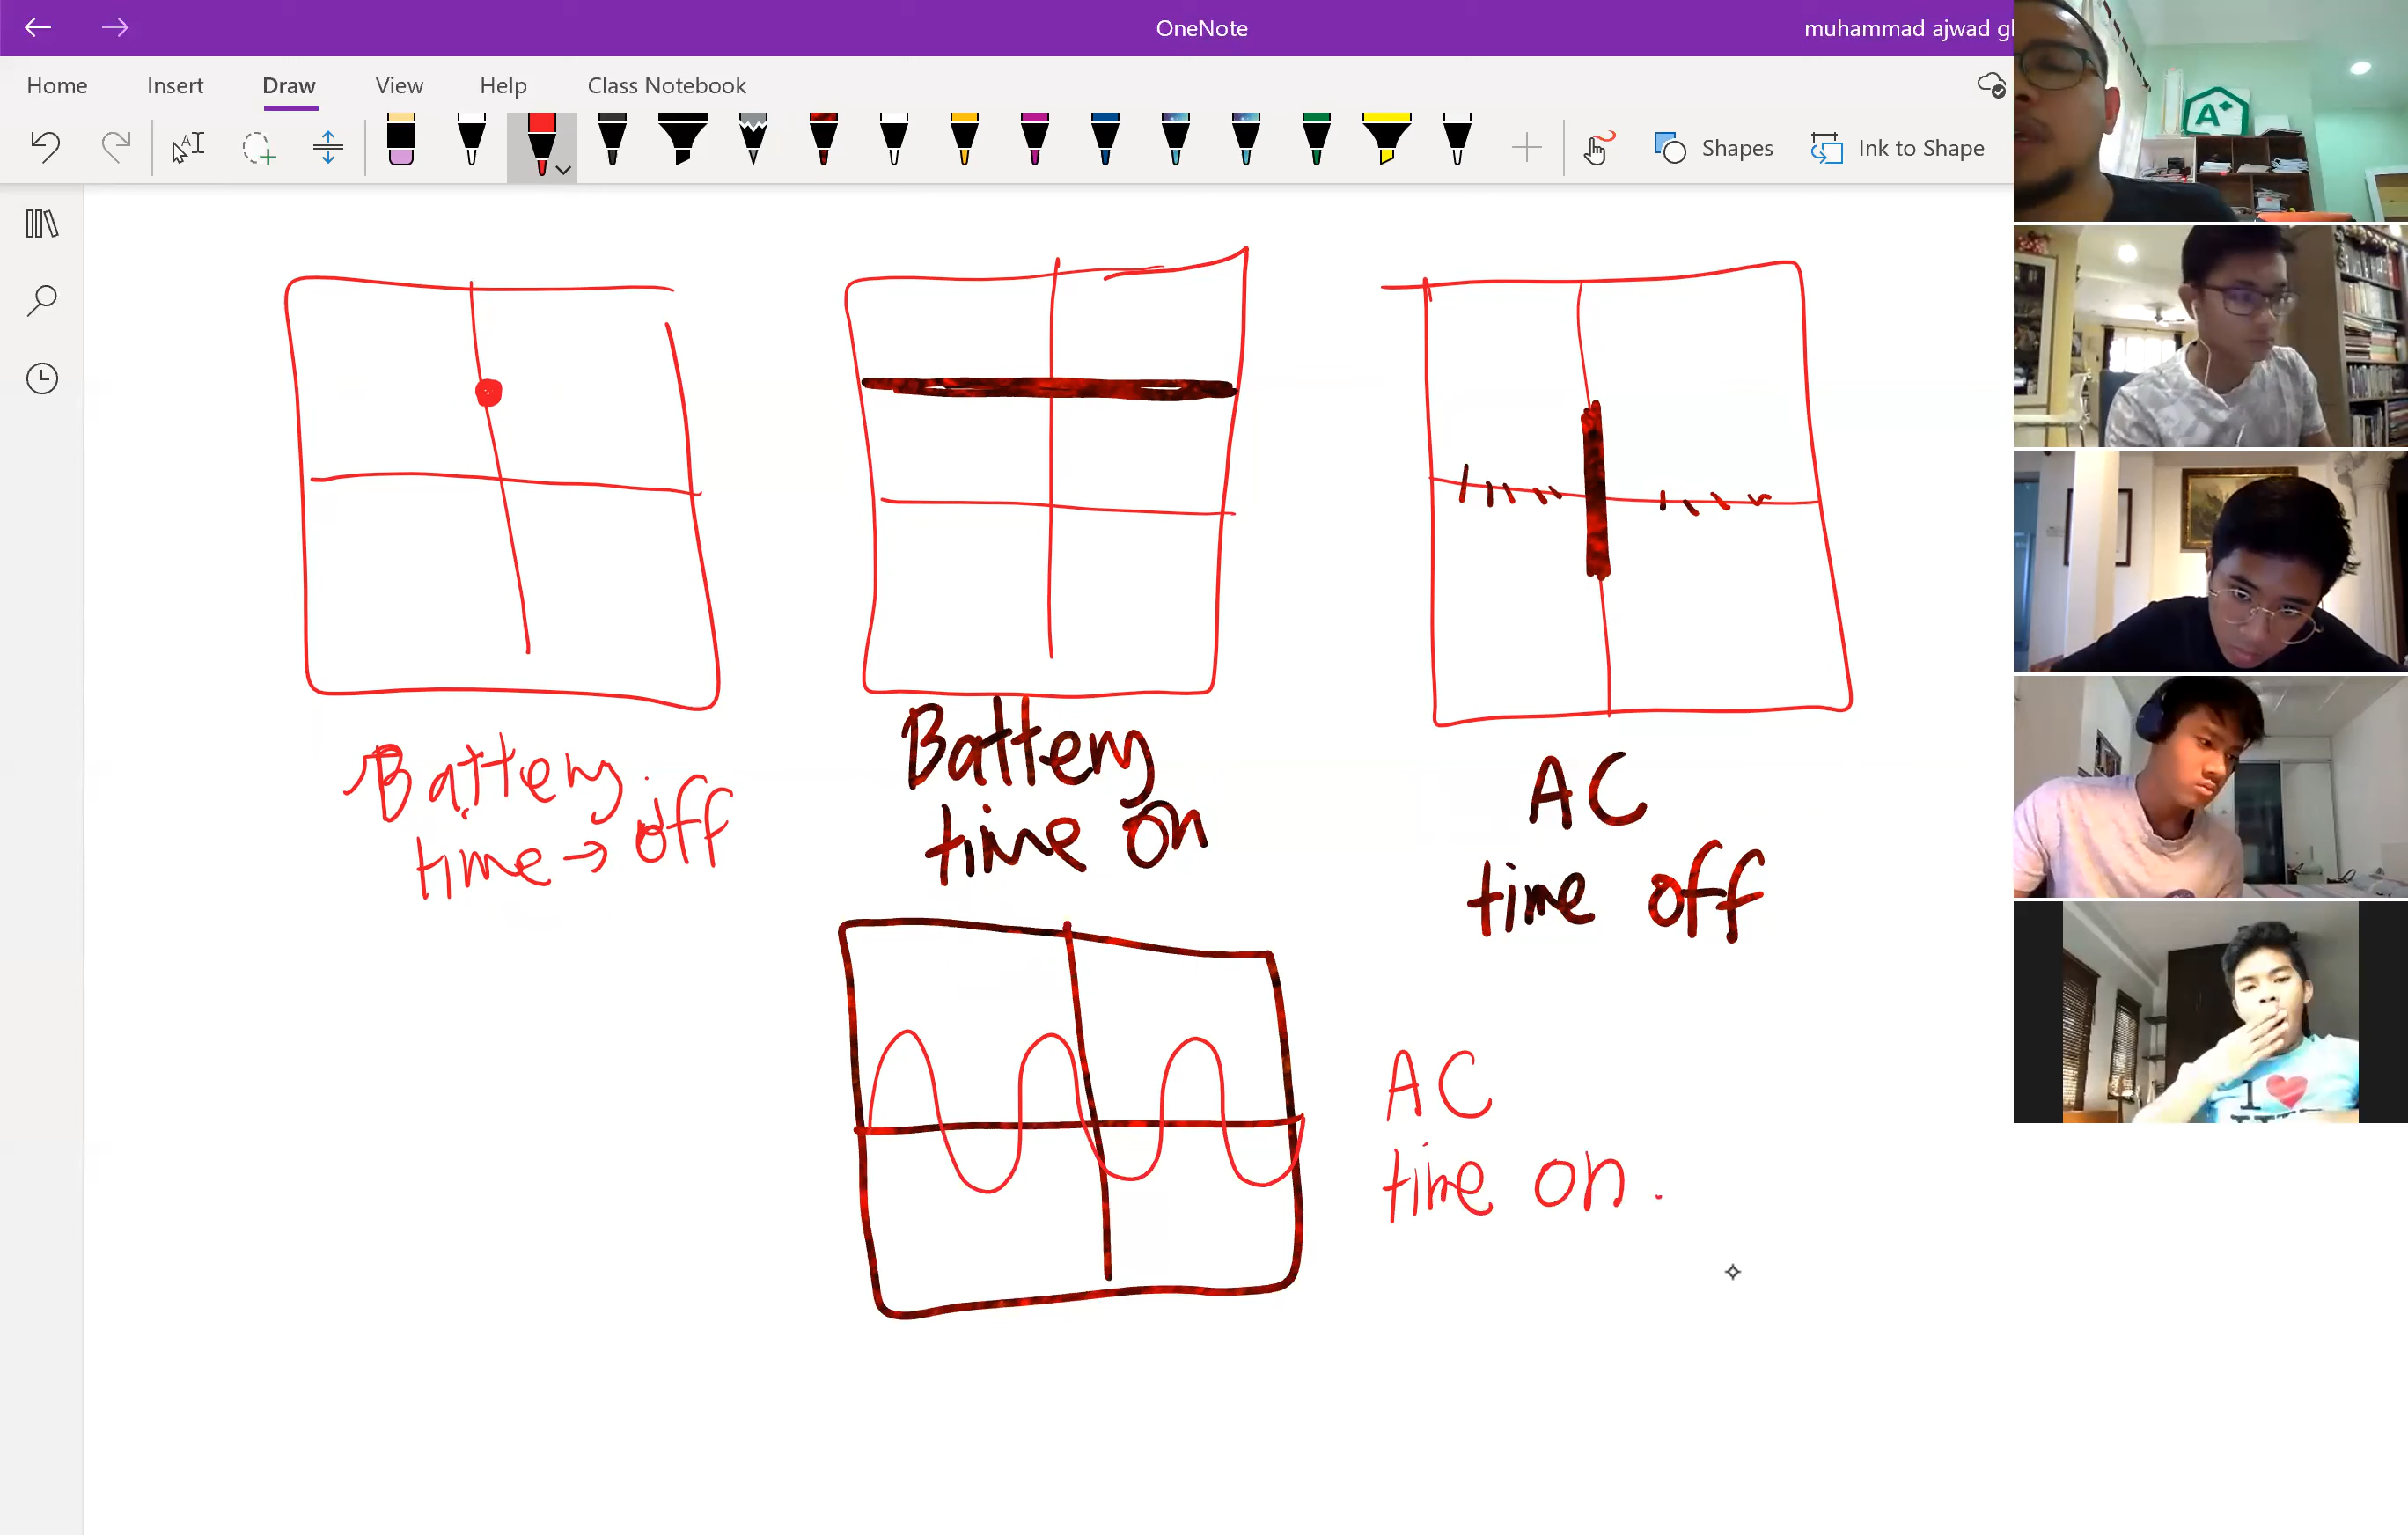 OneNote
muhammad ajwad gl
Home Insert Draw View Help Class Notebook
Shapes Ink to Shape
A+
Battery
time → off
Battery
time on
AC
time off
AC
time on.
I ❤